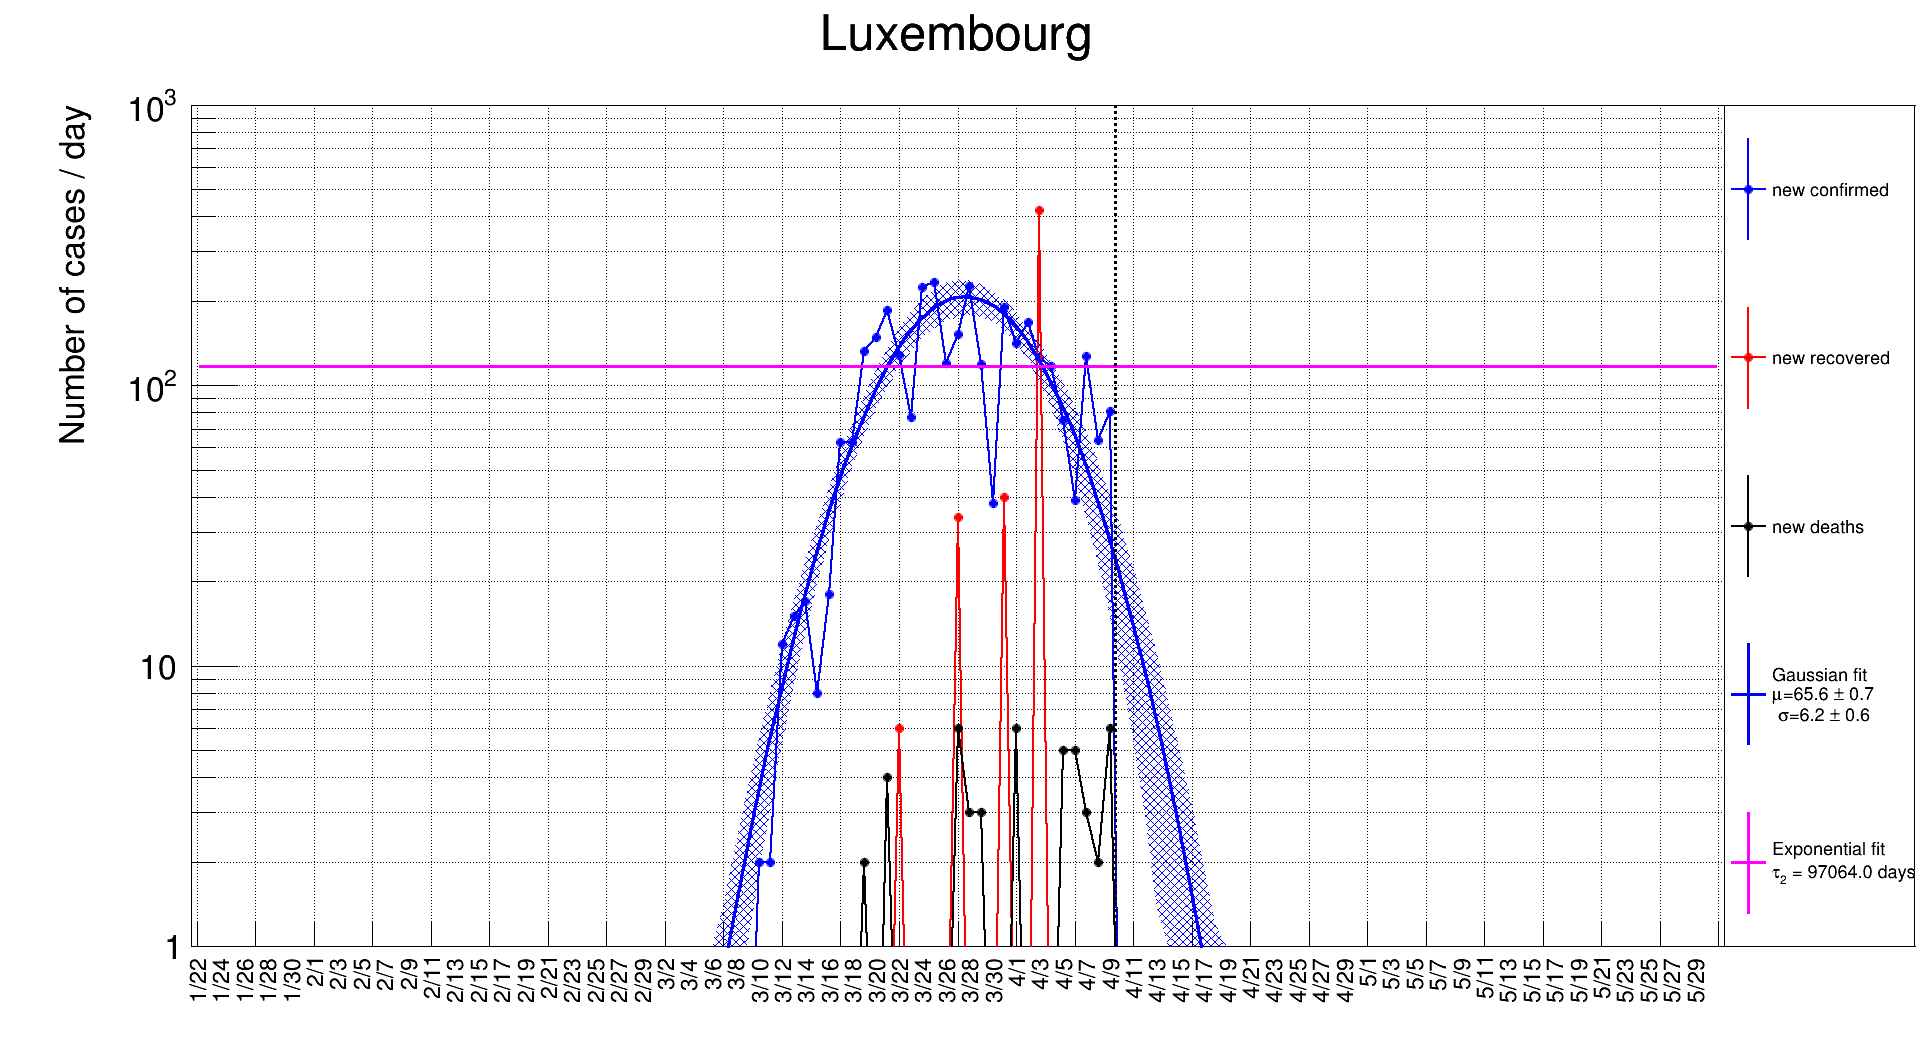 Luxembourg
Number of cases / day
10³
10²
10
1
1/22 1/24 1/26 1/28 1/30 2/1 2/3 2/5 2/7 2/9 2/11 2/13 2/15 2/17 2/19 2/21 2/23 2/25 2/27 2/29 3/2 3/4 3/6 3/8 3/10 3/12 3/14 3/16 3/18 3/20 3/22 3/24 3/26 3/28 3/30 4/1 4/3 4/5 4/7 4/9 4/11 4/13 4/15 4/17 4/19 4/21 4/23 4/25 4/27 4/29 5/1 5/3 5/5 5/7 5/9 5/11 5/13 5/15 5/17 5/19 5/21 5/23 5/25 5/27 5/29
new confirmed
new recovered
new deaths
Gaussian fit
μ=65.6 ± 0.7
σ=6.2 ± 0.6
Exponential fit
τ₂ = 97064.0 days